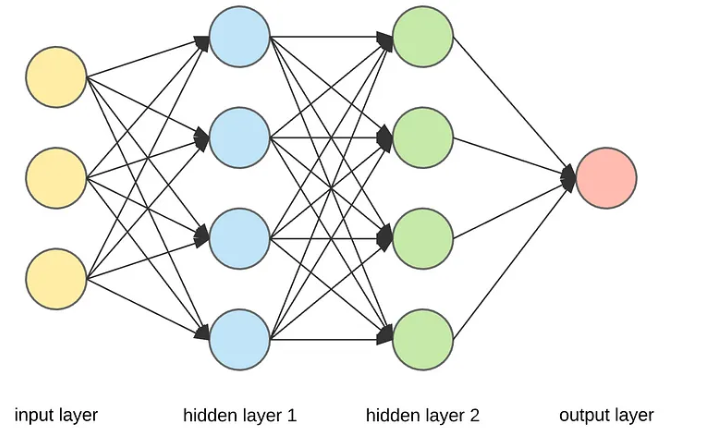 input layer
hidden layer 1
hidden layer 2
output layer